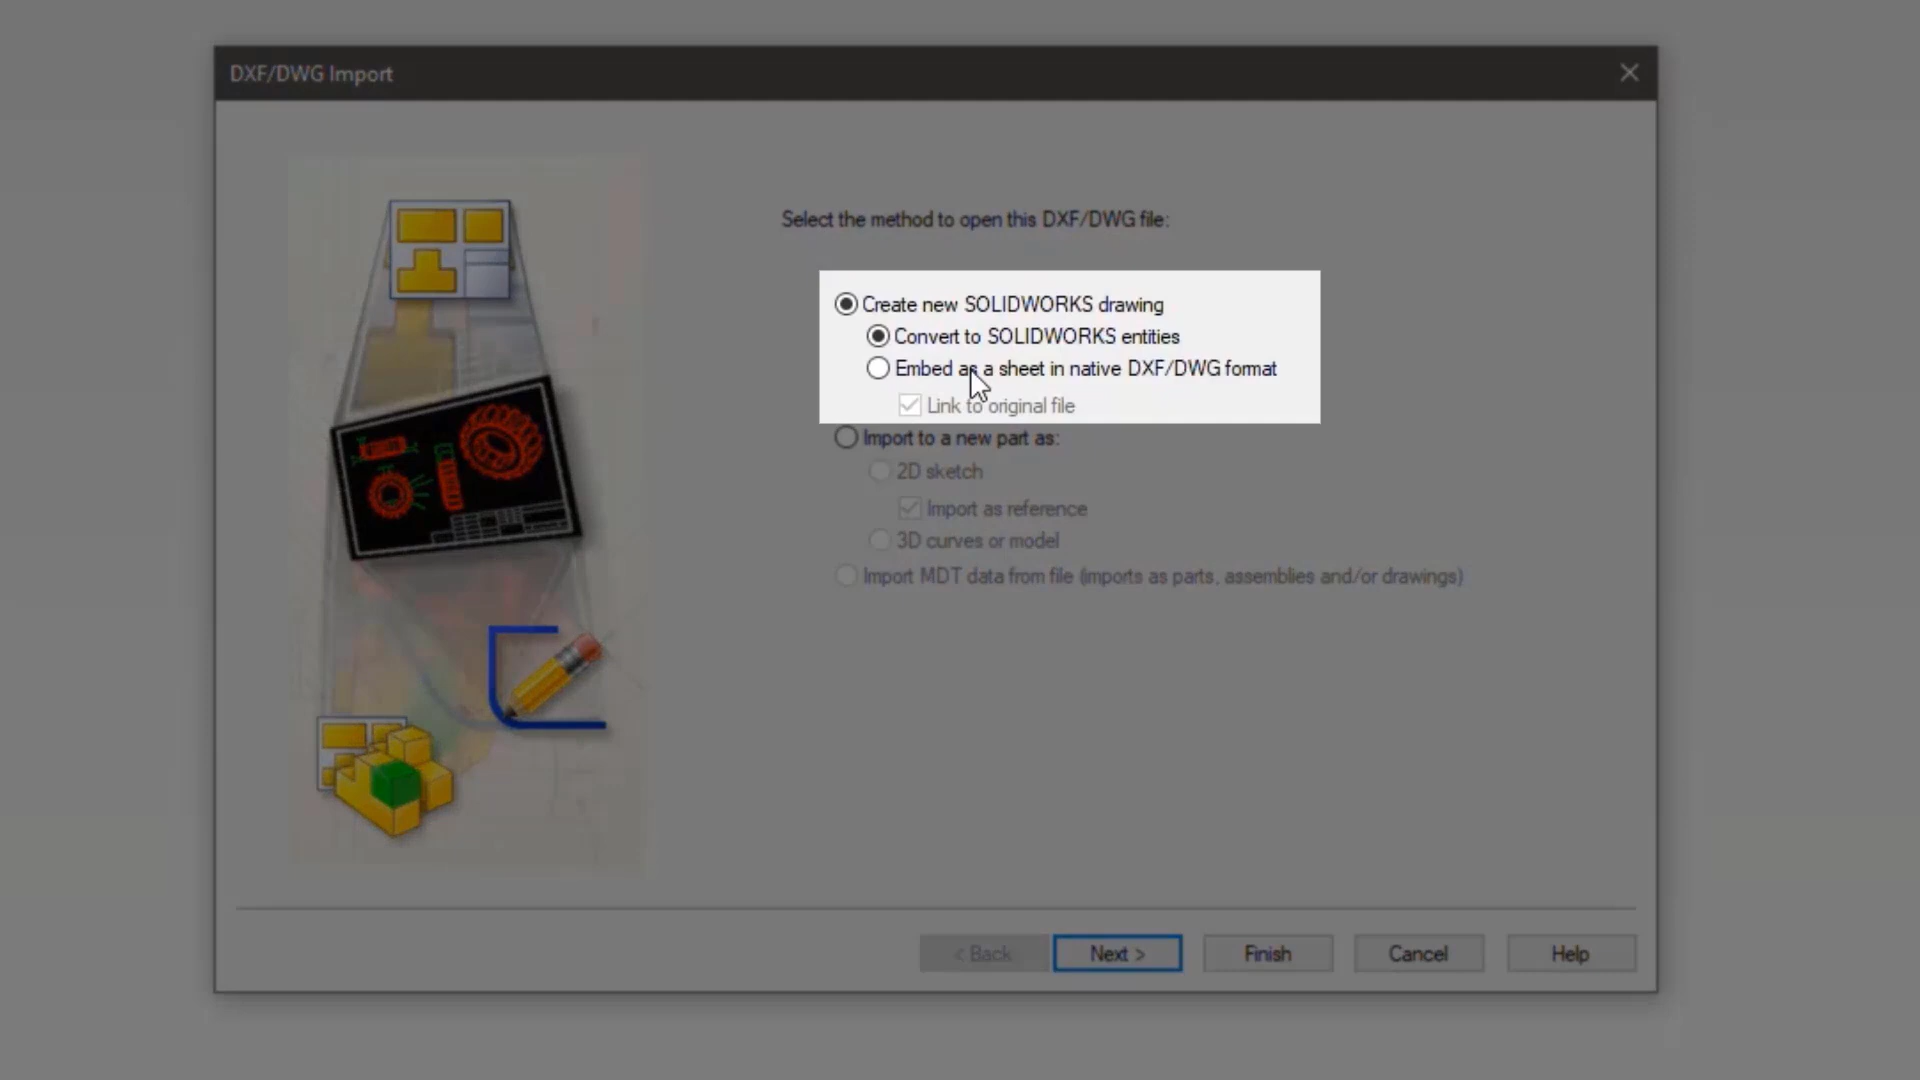 DXF/DWG Import
Select the method to open this DXF/DWG file:
Create new SOLIDWORKS drawing
Convert to SOLIDWORKS entities
Embed as a sheet in native DXF/DWG format
Link to original file
Import to a new part as:
2D sketch
Import as reference
3D curves or model
Import MDT data from file (imports as parts, assemblies and/or drawings)
< Back
Next >
Finish
Cancel
Help